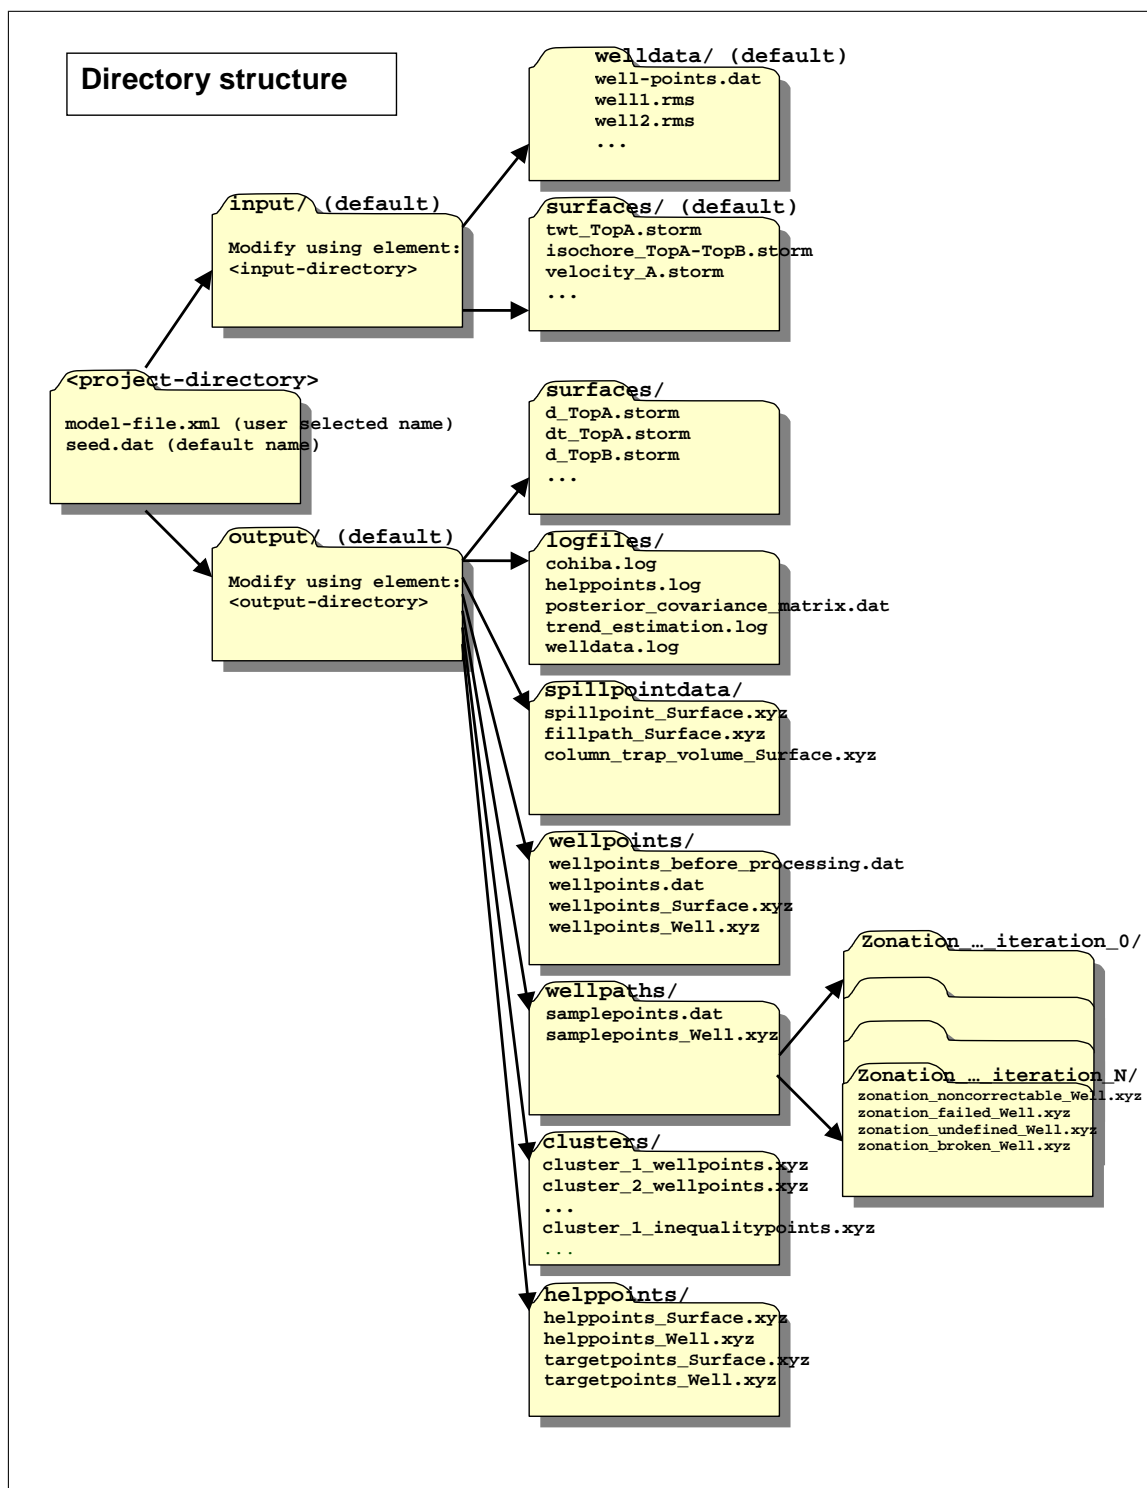 Directory structure
welldata/ (default)
well-points.dat
well1.rms
well2.rms
...
input/ (default)
Modify using element:
<input-directory>
surfaces/ (default)
twt_TopA.storm
isochore_TopA-TopB.storm
velocity_A.storm
...
<project-directory>
model-file.xml (user selected name)
seed.dat (default name)
surfaces/
d_TopA.storm
dt_TopA.storm
d_TopB.storm
...
output/ (default)
Modify using element:
<output-directory>
logfiles/
cohiba.log
helppoints.log
posterior_covariance_matrix.dat
trend_estimation.log
welldata.log
spillpointdata/
spillpoint_Surface.xyz
fillpath_Surface.xyz
column_trap_volume_Surface.xyz
wellpoints/
wellpoints_before_processing.dat
wellpoints.dat
wellpoints_Surface.xyz
wellpoints_Well.xyz
wellpaths/
samplepoints.dat
samplepoints_Well.xyz
Zonation_…_iteration_0/
Zonation_…_iteration_N/
zonation_noncorrectable_Well.xyz
zonation_failed_Well.xyz
zonation_undefined_Well.xyz
zonation_broken_Well.xyz
clusters/
cluster_1_wellpoints.xyz
cluster_2_wellpoints.xyz
...
cluster_1_inequalitypoints.xyz
...
helppoints/
helppoints_Surface.xyz
helppoints_Well.xyz
targetpoints_Surface.xyz
targetpoints_Well.xyz